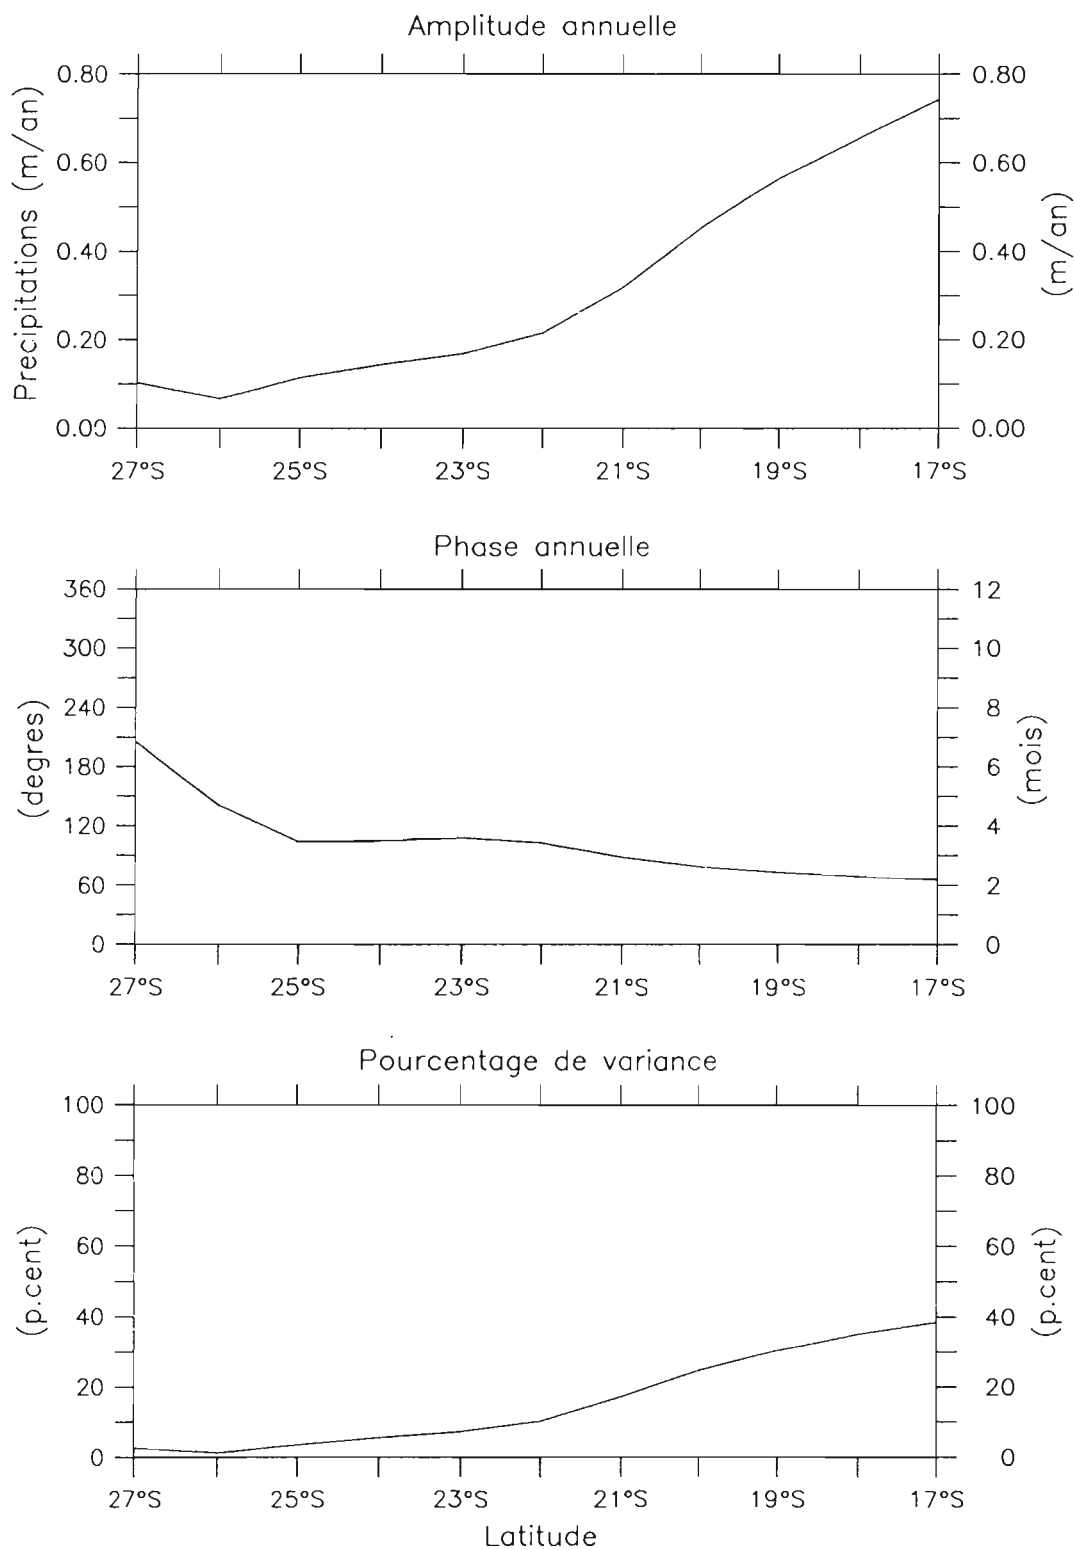 Amplitude annuelle
0.80 0.80
0.60 0.60
0.40 0.40
0.20 0.20
0.00 0.00
Precipitations (m/an)
(m/an)
27°S 25°S 23°S 21°S 19°S 17°S
Phase annuelle
360 12
300 10
240 8
180 6
120 4
60 2
0 0
(degres)
(mois)
27°S 25°S 23°S 21°S 19°S 17°S
Pourcentage de variance
100 100
80 80
60 60
40 40
20 20
0 0
(p.cent)
(p.cent)
27°S 25°S 23°S 21°S 19°S 17°S
Latitude